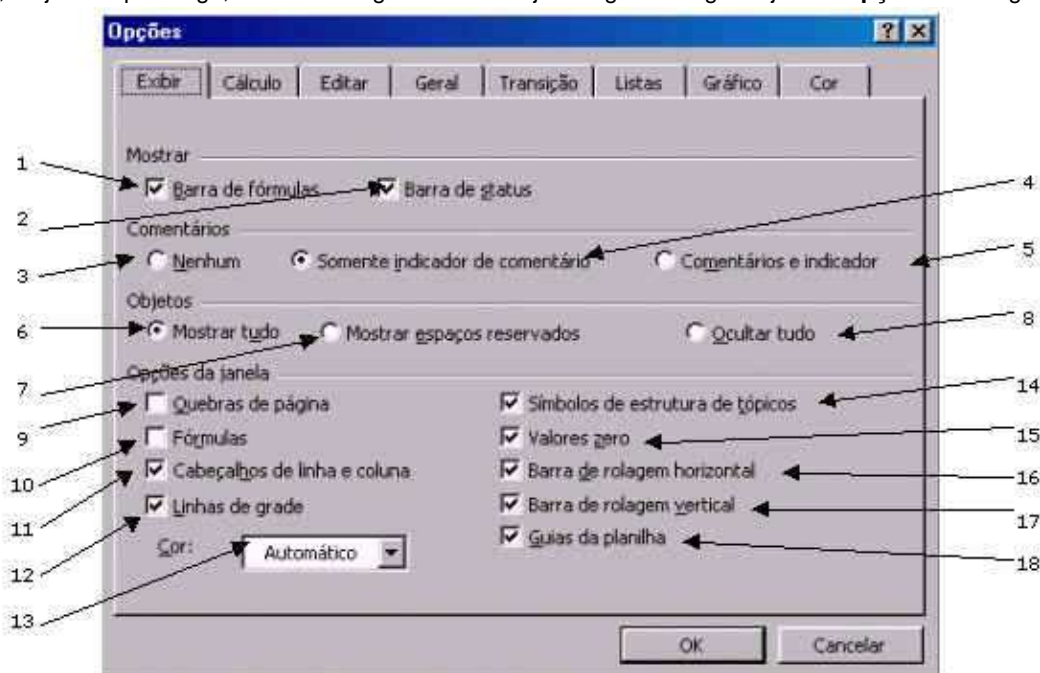 Opções
Exibir Cálculo Editar Geral Transição Listas Gráfico Cor
Mostrar
1 Barra de fórmulas Barra de status 4
2
Comentários
3 Nenhum Somente indicador de comentário Comentários e indicador 5
Objetos
6 Mostrar tudo Mostrar espaços reservados Ocultar tudo 8
7 Opções da janela
9 Quebras de página Símbolos de estrutura de tópicos 14
10 Fórmulas Valores zero 15
11 Cabeçalhos de linha e coluna Barra de rolagem horizontal 16
12 Linhas de grade Barra de rolagem vertical 17
13 Cor: Automático Guias da planilha 18
OK Cancelar